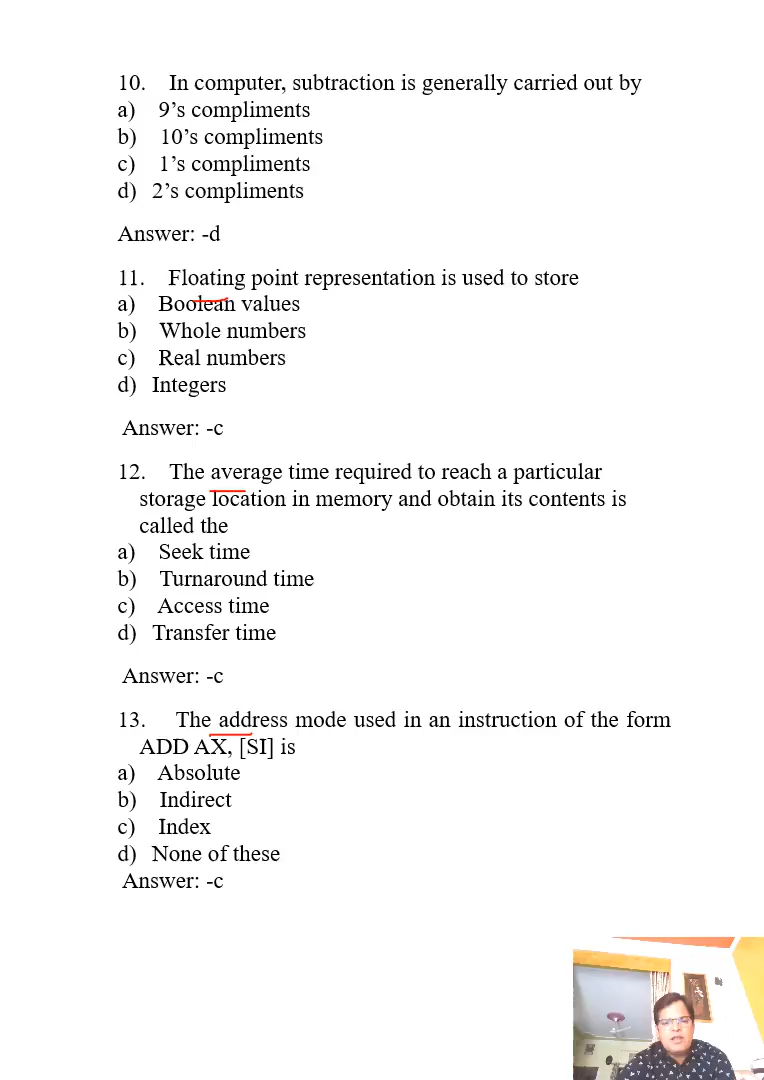 10. In computer, subtraction is generally carried out by
a) 9’s compliments
b) 10’s compliments
c) 1’s compliments
d) 2’s compliments
Answer: -d
11. Floating point representation is used to store
a) Boolean values
b) Whole numbers
c) Real numbers
d) Integers
Answer: -c
12. The average time required to reach a particular
storage location in memory and obtain its contents is
called the
a) Seek time
b) Turnaround time
c) Access time
d) Transfer time
Answer: -c
13. The address mode used in an instruction of the form
ADD AX, [SI] is
a) Absolute
b) Indirect
c) Index
d) None of these
Answer: -c